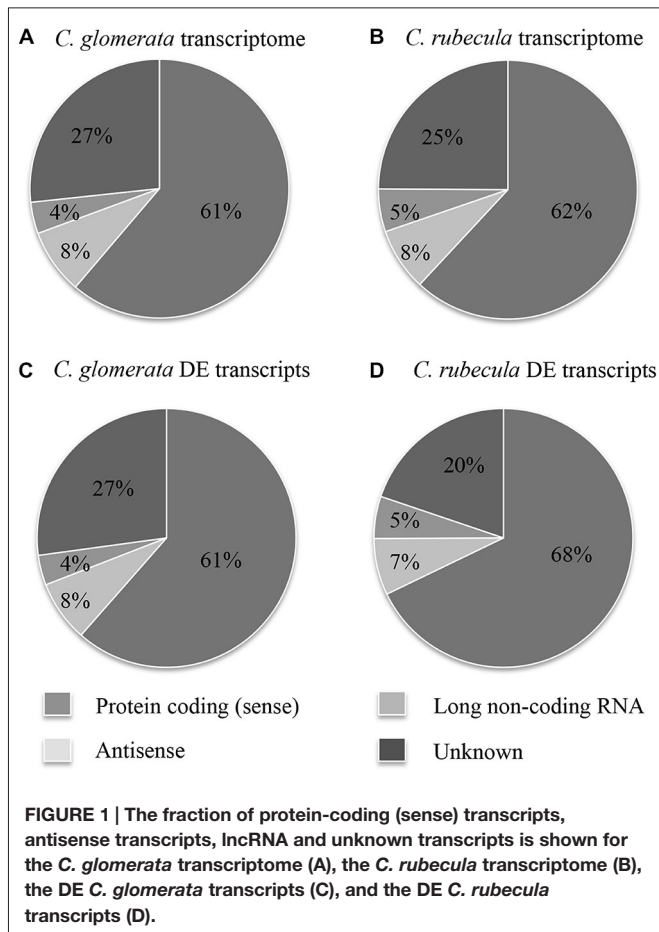 A C. glomerata transcriptome
B C. rubecula transcriptome
27%
4%
8%
61%
25%
5%
8%
62%
C C. glomerata DE transcripts
D C. rubecula DE transcripts
27%
4%
8%
61%
20%
5%
7%
68%
Protein coding (sense)
Long non-coding RNA
Antisense
Unknown
FIGURE 1 | The fraction of protein-coding (sense) transcripts,
antisense transcripts, lncRNA and unknown transcripts is shown for
the C. glomerata transcriptome (A), the C. rubecula transcriptome (B),
the DE C. glomerata transcripts (C), and the DE C. rubecula
transcripts (D).